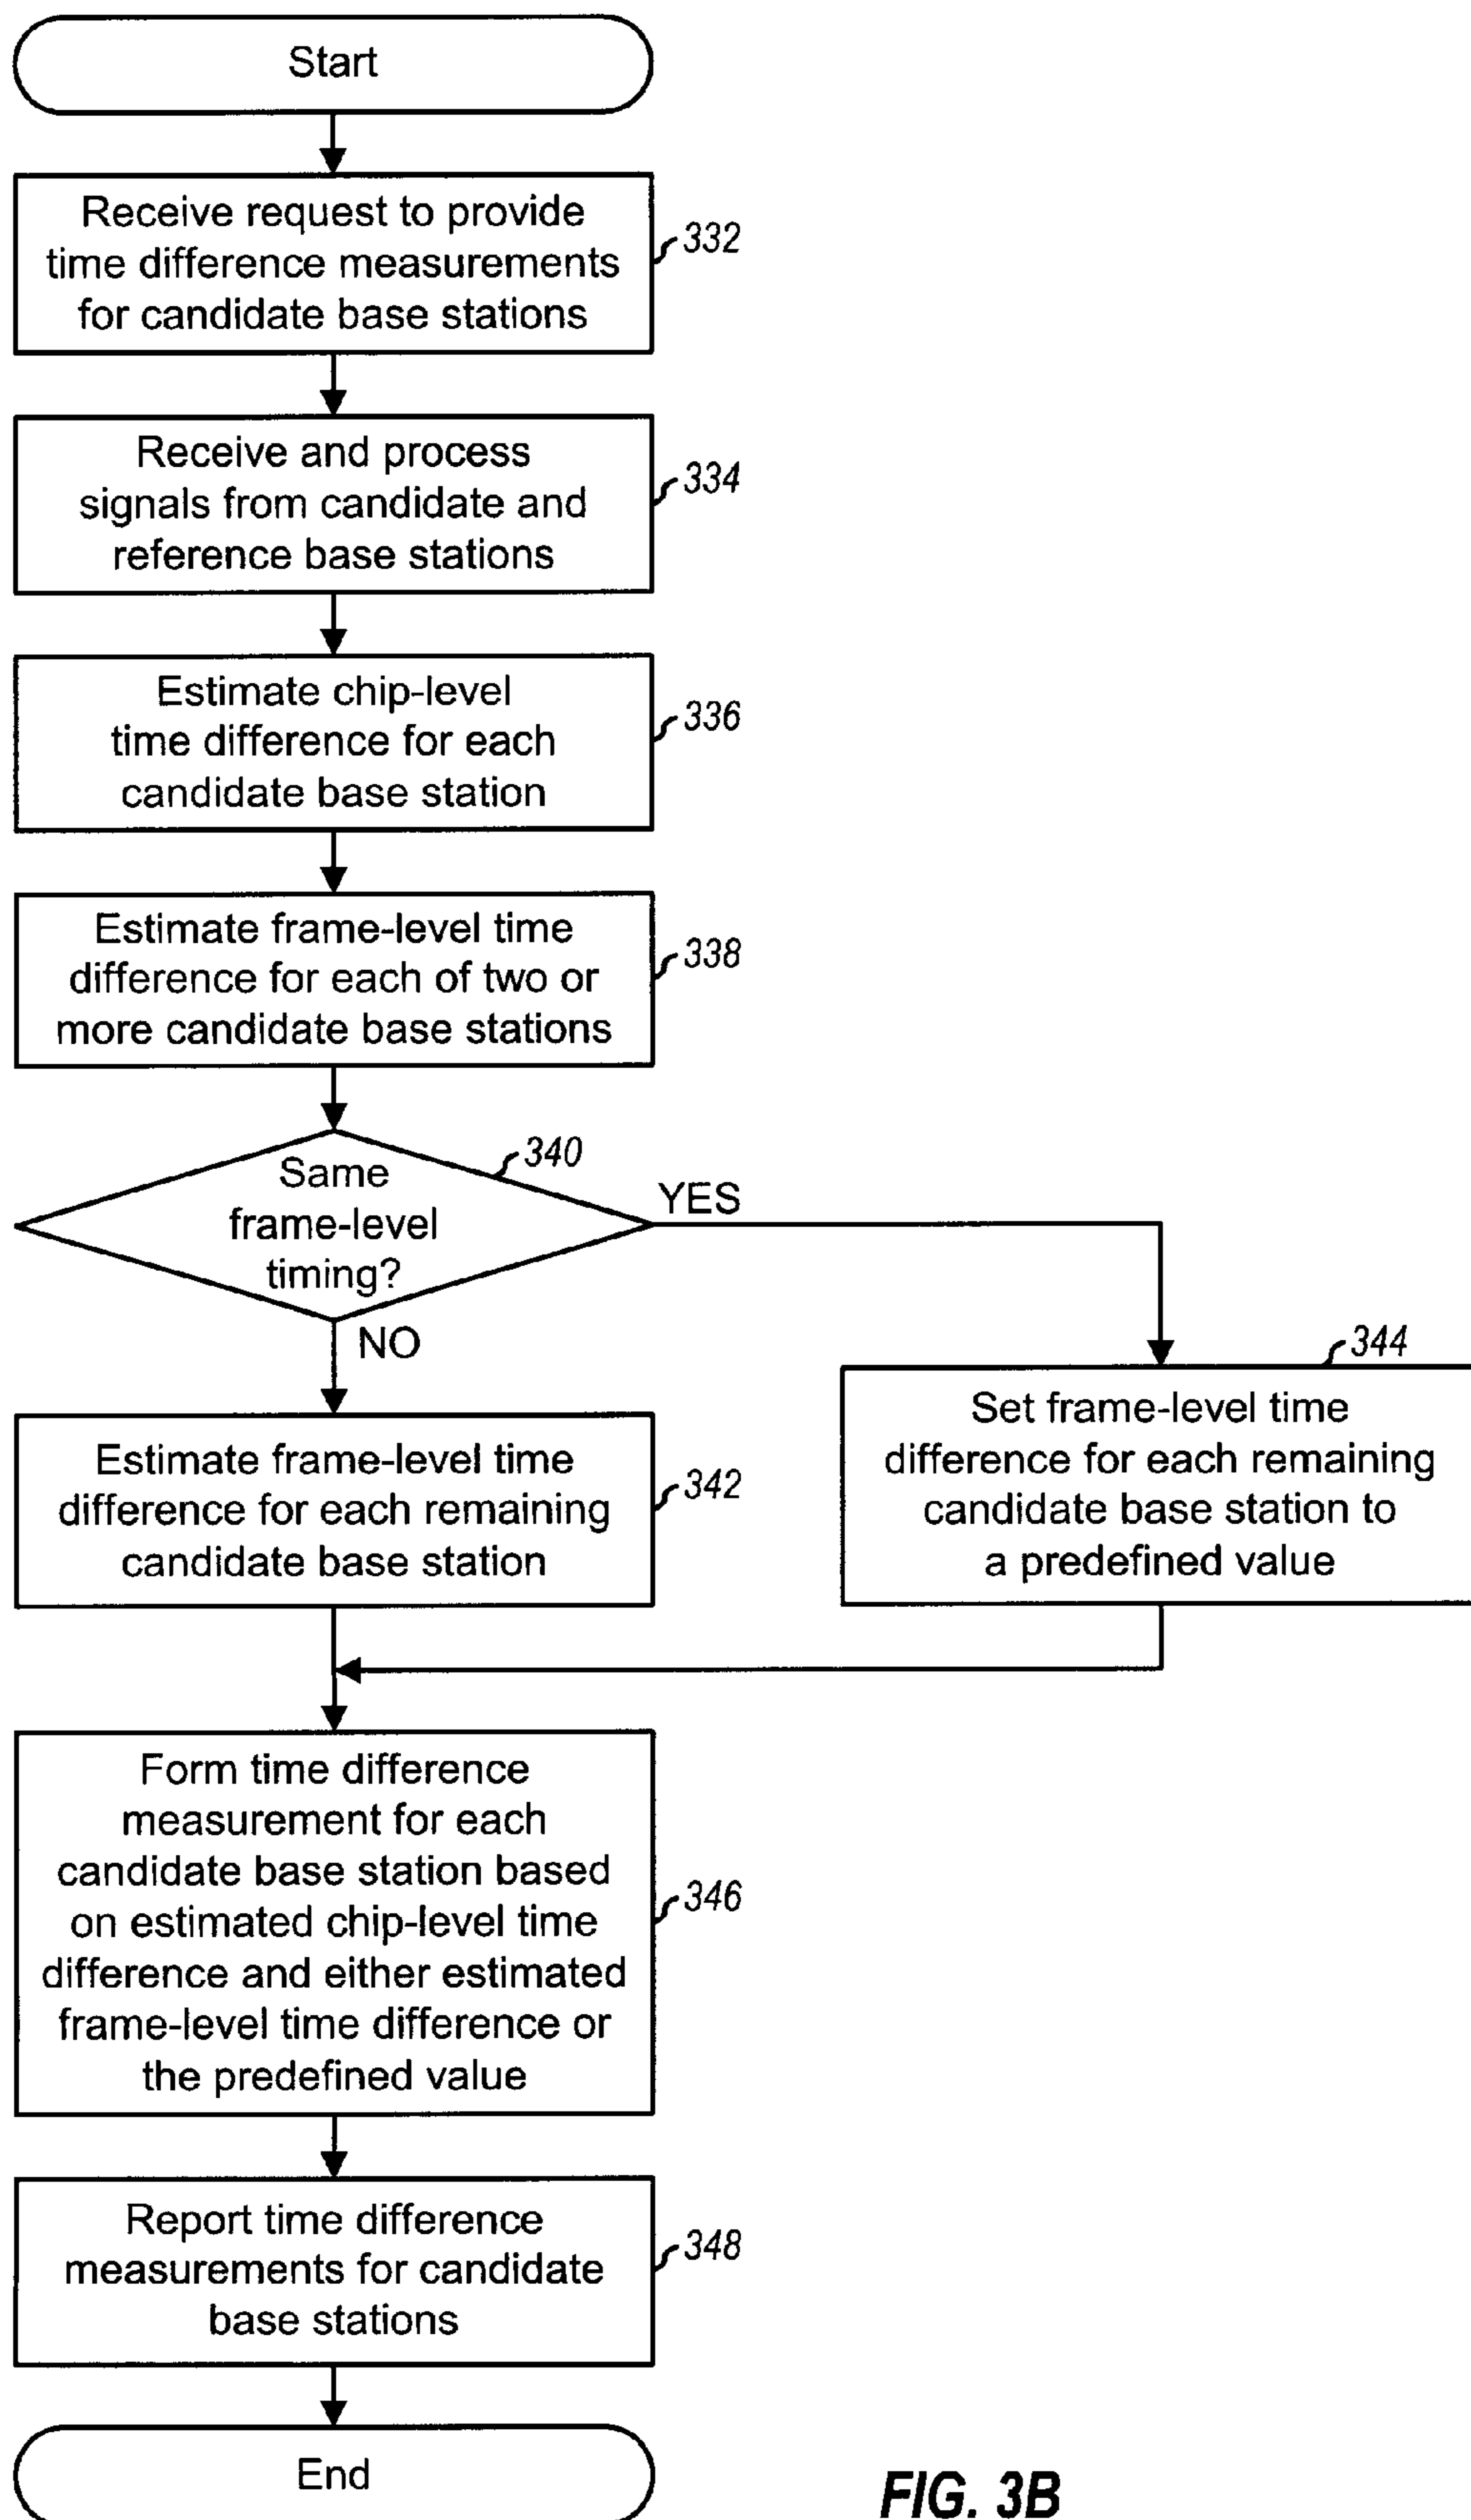 Start
Receive request to provide
time difference measurements
for candidate base stations
332
Receive and process
signals from candidate and
reference base stations
334
Estimate chip-level
time difference for each
candidate base station
336
Estimate frame-level time
difference for each of two or
more candidate base stations
338
Same
frame-level
timing?
340
YES
NO
Estimate frame-level time
difference for each remaining
candidate base station
342
Set frame-level time
difference for each remaining
candidate base station to
a predefined value
344
Form time difference
measurement for each
candidate base station based
on estimated chip-level time
difference and either estimated
frame-level time difference or
the predefined value
346
Report time difference
measurements for candidate
base stations
348
End
FIG. 3B